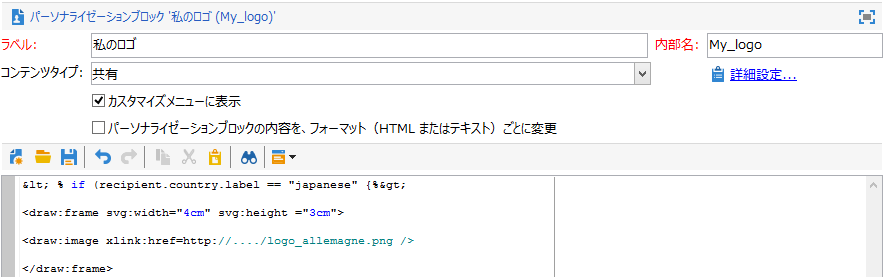 パーソナライゼーションブロック '私のロゴ (My_logo)'
ラベル: 私のロゴ 内部名: My_logo
コンテンツタイプ: 共有 詳細設定...
カスタマイズメニューに表示
パーソナライゼーションブロックの内容を、フォーマット（HTML またはテキスト）ごとに変更
&lt; % if (recipient.country.label == "japanese" {%&gt;
<draw:frame svg:width="4cm" svg:height ="3cm">
<draw:image xlink:href=http://..../logo_allemagne.png />
</draw:frame>